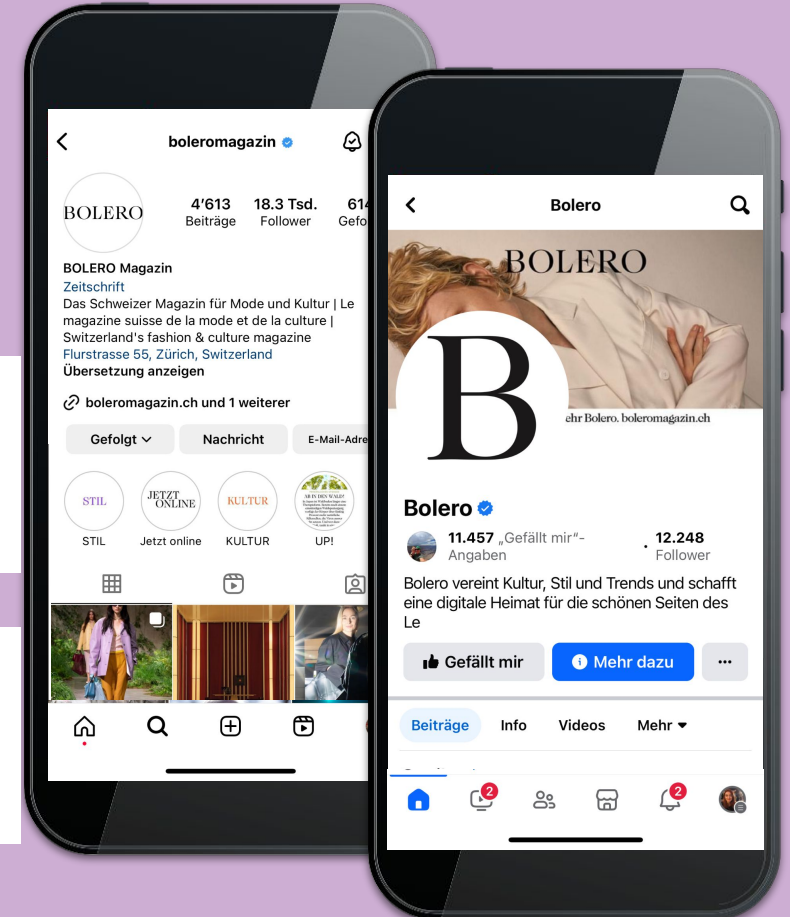 boleromagazin
BOLERO
4’613
18.3 Tsd.
61
Beiträge
Follower
Gefo
BOLERO Magazin
Zeitschrift
Das Schweizer Magazin für Mode und Kultur | Le
magazine suisse de la mode et de la culture |
Switzerland's fashion & culture magazine
Flurstrasse 55, Zürich, Switzerland
Übersetzung anzeigen
boleromagazin.ch und 1 weiterer
Gefolgt
Nachricht
E-Mail-Adre
STIL
JETZT
ONLINE
KULTUR
STIL
Jetzt online
KULTUR
UP!
Bolero
BOLERO
B
ehr Bolero. boleromagazin.ch
Bolero
11.457 „Gefällt mir“-
Angaben
· 12.248
Follower
Bolero vereint Kultur, Stil und Trends und schafft
eine digitale Heimat für die schönen Seiten des
Le
Gefällt mir
Mehr dazu
Beiträge
Info
Videos
Mehr
2
2